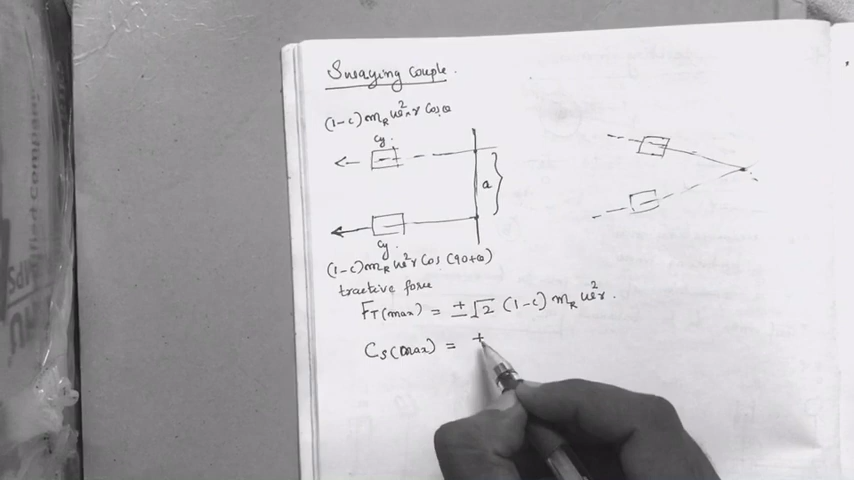 Swaying Couple.
(1-c) m_R ω² r Cos θ
Cy.
a
Cy.
(1-c) m_R ω² r Cos (90+θ)
tractive force
F_T(max) = ± √2 (1-c) m_R ω² r.
C_s(max) = +